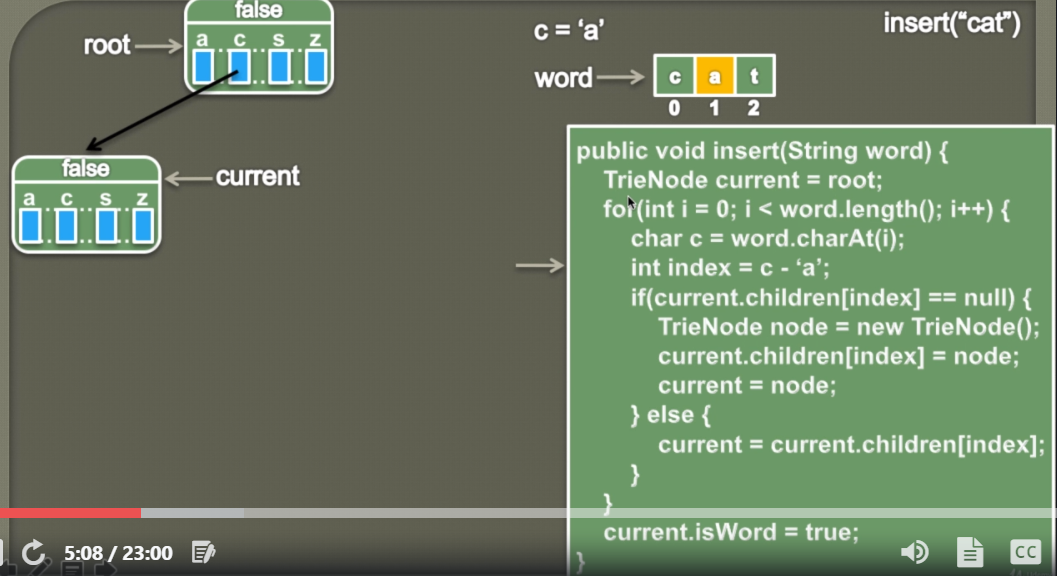 false
a c s z
root
c = ‘a’
insert(“cat”)
word
c a t
0 1 2
false
current
a c s z
public void insert(String word) {
TrieNode current = root;
for(int i = 0; i < word.length(); i++) {
char c = word.charAt(i);
int index = c - ‘a’;
if(current.children[index] == null) {
TrieNode node = new TrieNode();
current.children[index] = node;
current = node;
} else {
current = current.children[index];
}
}
current.isWord = true;
}
5:08 / 23:00
CC